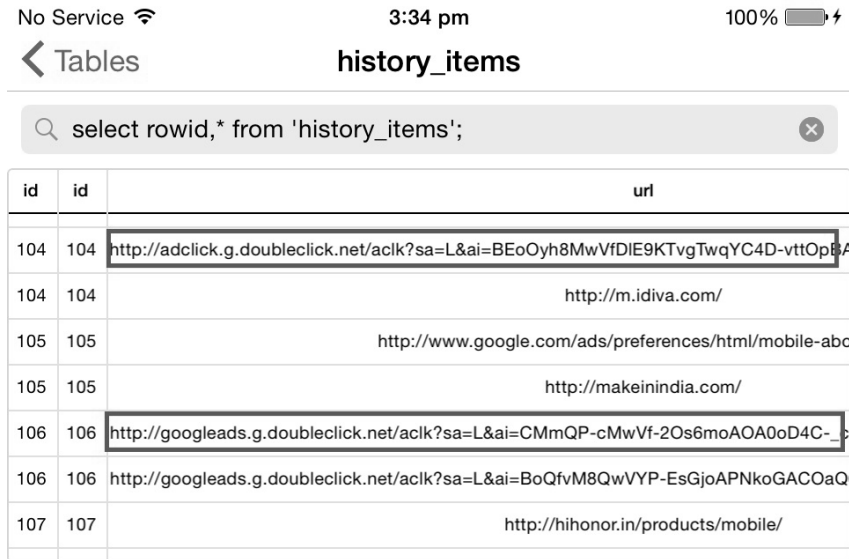 No Service 3:34 pm 100%
Tables history_items
select rowid,* from 'history_items';
id id url
104 104 http://adclick.g.doubleclick.net/aclk?sa=L&ai=BEoOyh8MwVfDlE9KTvgTwqYC4D-vttOpBA
104 104 http://m.idiva.com/
105 105 http://www.google.com/ads/preferences/html/mobile-abo
105 105 http://makeinindia.com/
106 106 http://googleads.g.doubleclick.net/aclk?sa=L&ai=CMmQP-cMwVf-2Os6moAOA0oD4C-_c
106 106 http://googleads.g.doubleclick.net/aclk?sa=L&ai=BoQfvM8QwVYP-EsGjoAPNkoGACOaQ
107 107 http://hihonor.in/products/mobile/